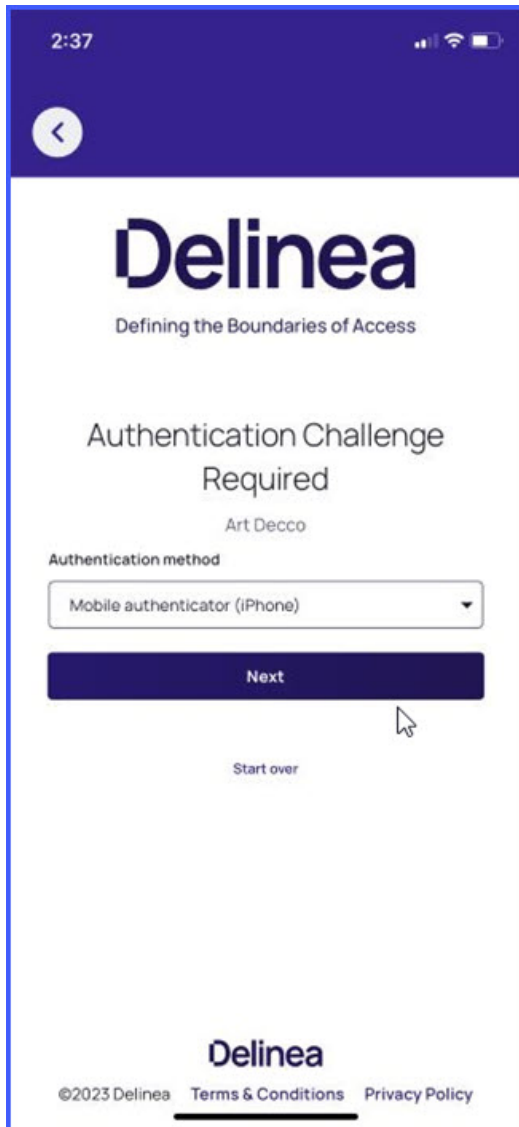 2:37
Delinea
Defining the Boundaries of Access
Authentication Challenge
Required
Art Decco
Authentication method
Mobile authenticator (iPhone)
Next
Start over
Delinea
©2023 Delinea Terms & Conditions Privacy Policy